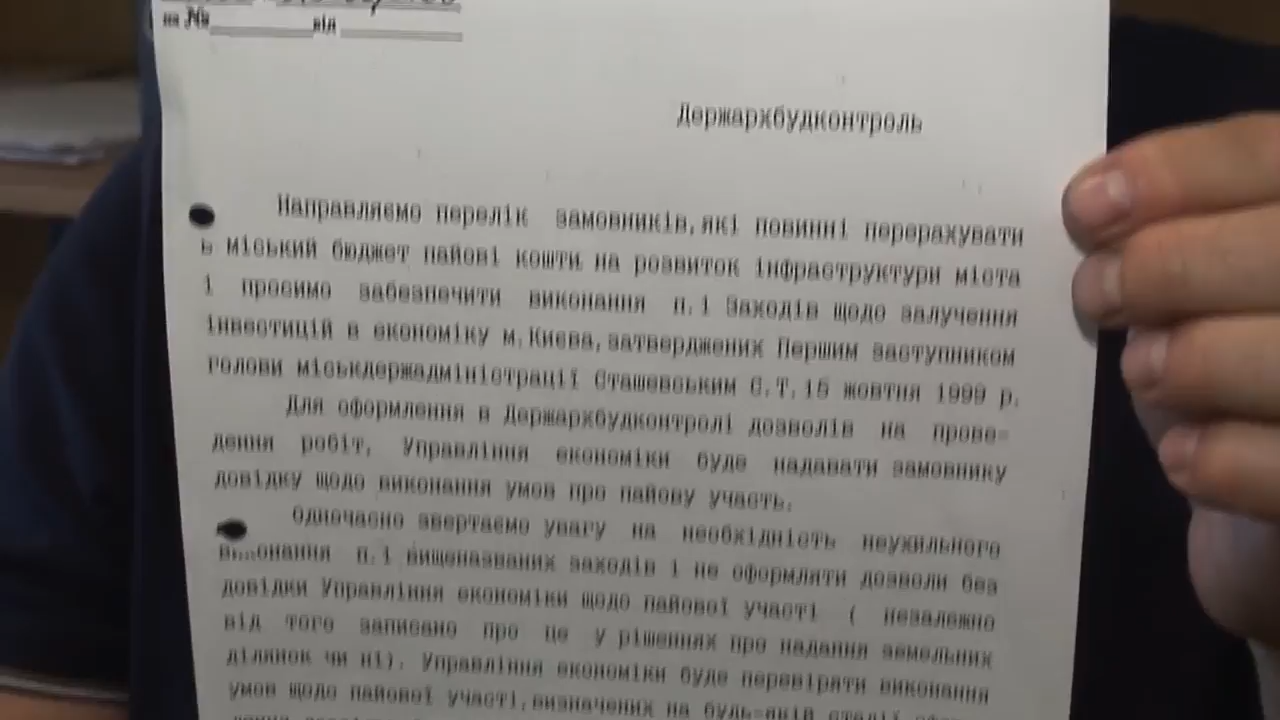 на № від
Держархбудконтроль
Направляємо перелік замовників,які повинні перерахувати
в міський бюджет пайові кошти на розвиток інфраструктури міста
і просимо забезпечити виконання п.1 Заходів щодо залучення
інвестицій в економіку м.Києва,затверджених Першим заступником
голови міськдержадміністрації Сташевським С.Т.15 жовтня 1999 р.
Для оформлення в Держархбудконтролі дозволів на прове-
дення робіт, Управління економіки буде надавати замовнику
довідку щодо виконання умов про пайову участь.
Одночасно звертаємо увагу на необхідність неухильного
виконання п.1 вищеназваних заходів і не оформляти дозволи без
довідки Управління економіки щодо пайової участі ( незалежно
від того записано про це у рішеннях про надання земельних
ділянок чи ні). Управління економіки буде перевіряти виконання
умов щодо пайової участі,визначених на будь-якій стадії